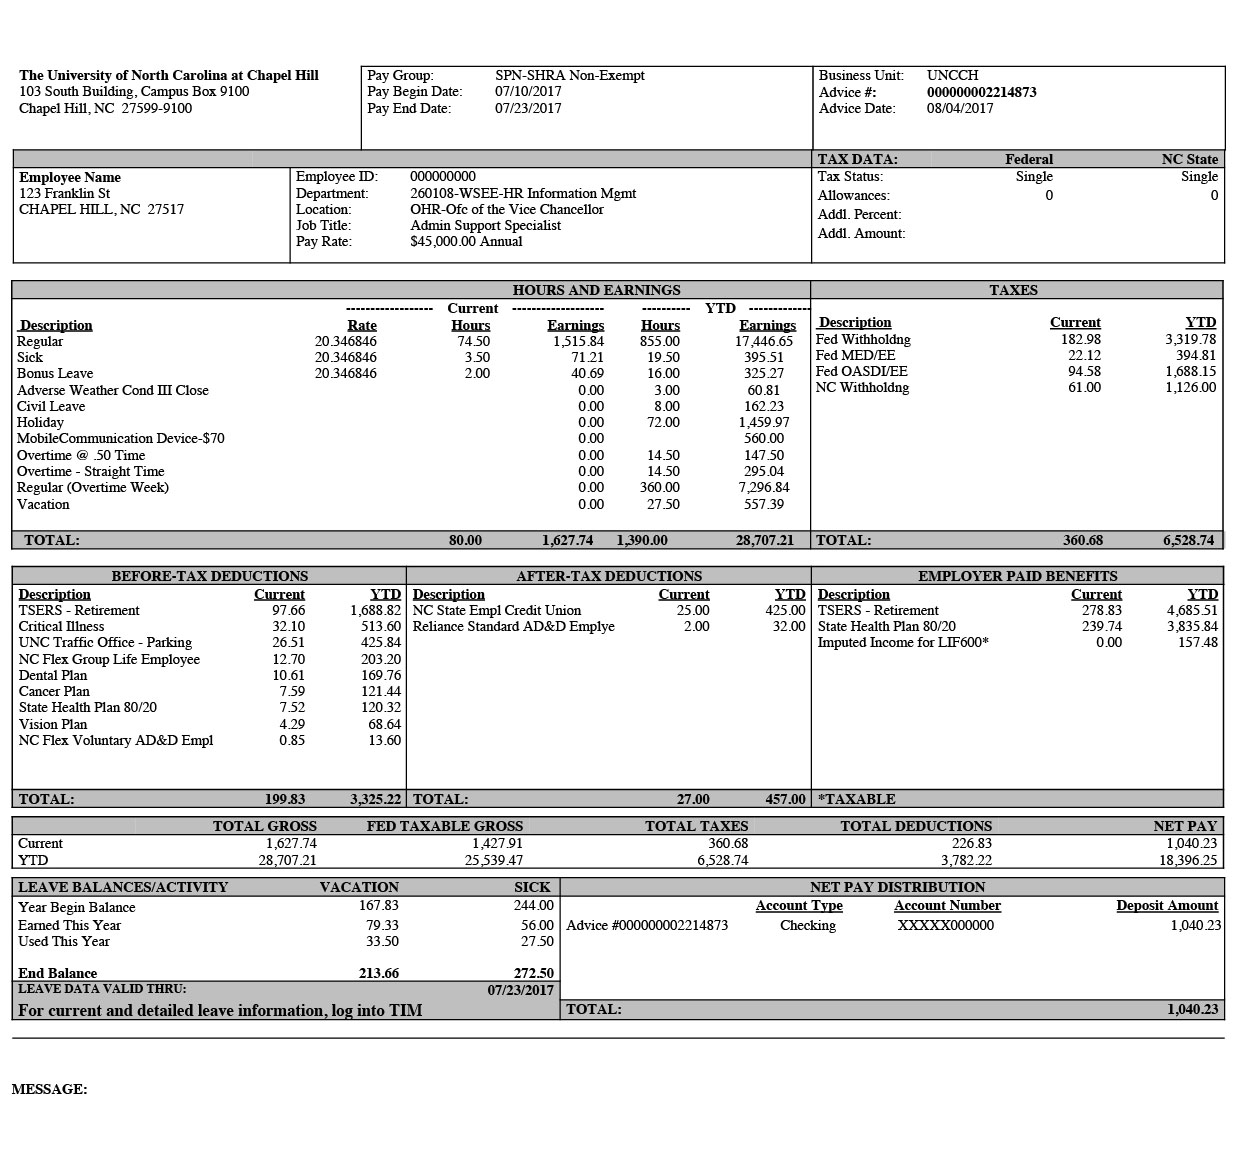 The University of North Carolina at Chapel Hill
103 South Building, Campus Box 9100
Chapel Hill, NC 27599-9100
Pay Group: SPN-SHRA Non-Exempt
Pay Begin Date: 07/10/2017
Pay End Date: 07/23/2017
Business Unit: UNCCH
Advice #: 000000002214873
Advice Date: 08/04/2017
Employee Name
123 Franklin St
CHAPEL HILL, NC 27517
Employee ID: 000000000
Department: 260108-WSEE-HR Information Mgmt
Location: OHR-Ofc of the Vice Chancellor
Job Title: Admin Support Specialist
Pay Rate: $45,000.00 Annual
TAX DATA: Federal NC State
Tax Status: Single Single
Allowances: 0 0
Addl. Percent:
Addl. Amount:
HOURS AND EARNINGS
----------------- Current ------------------- ---------- YTD -------------
Description Rate Hours Earnings Hours Earnings
Regular 20.346846 74.50 1,515.84 855.00 17,446.65
Sick 20.346846 3.50 71.21 19.50 395.51
Bonus Leave 20.346846 2.00 40.69 16.00 325.27
Adverse Weather Cond III Close 0.00 3.00 60.81
Civil Leave 0.00 8.00 162.23
Holiday 0.00 72.00 1,459.97
MobileCommunication Device-$70 0.00 560.00
Overtime @ .50 Time 0.00 14.50 147.50
Overtime - Straight Time 0.00 14.50 295.04
Regular (Overtime Week) 0.00 360.00 7,296.84
Vacation 0.00 27.50 557.39
TOTAL: 80.00 1,627.74 1,390.00 28,707.21
TAXES
Description Current YTD
Fed Withholdng 182.98 3,319.78
Fed MED/EE 22.12 394.81
Fed OASDI/EE 94.58 1,688.15
NC Withholdng 61.00 1,126.00
TOTAL: 360.68 6,528.74
BEFORE-TAX DEDUCTIONS
Description Current YTD
TSERS - Retirement 97.66 1,688.82
Critical Illness 32.10 513.60
UNC Traffic Office - Parking 26.51 425.84
NC Flex Group Life Employee 12.70 203.20
Dental Plan 10.61 169.76
Cancer Plan 7.59 121.44
State Health Plan 80/20 7.52 120.32
Vision Plan 4.29 68.64
NC Flex Voluntary AD&D Empl 0.85 13.60
TOTAL: 199.83 3,325.22
AFTER-TAX DEDUCTIONS
Description Current YTD
NC State Empl Credit Union 25.00 425.00
Reliance Standard AD&D Emplye 2.00 32.00
TOTAL: 27.00 457.00
EMPLOYER PAID BENEFITS
Description Current YTD
TSERS - Retirement 278.83 4,685.51
State Health Plan 80/20 239.74 3,835.84
Imputed Income for LIF600* 0.00 157.48
*TAXABLE
TOTAL GROSS FED TAXABLE GROSS TOTAL TAXES TOTAL DEDUCTIONS NET PAY
Current 1,627.74 1,427.91 360.68 226.83 1,040.23
YTD 28,707.21 25,539.47 6,528.74 3,782.22 18,396.25
LEAVE BALANCES/ACTIVITY VACATION SICK
Year Begin Balance 167.83 244.00
Earned This Year 79.33 56.00
Used This Year 33.50 27.50
End Balance 213.66 272.50
LEAVE DATA VALID THRU: 07/23/2017
For current and detailed leave information, log into TIM
NET PAY DISTRIBUTION
Account Type Account Number Deposit Amount
Advice #000000002214873 Checking XXXXX000000 1,040.23
TOTAL: 1,040.23
MESSAGE: